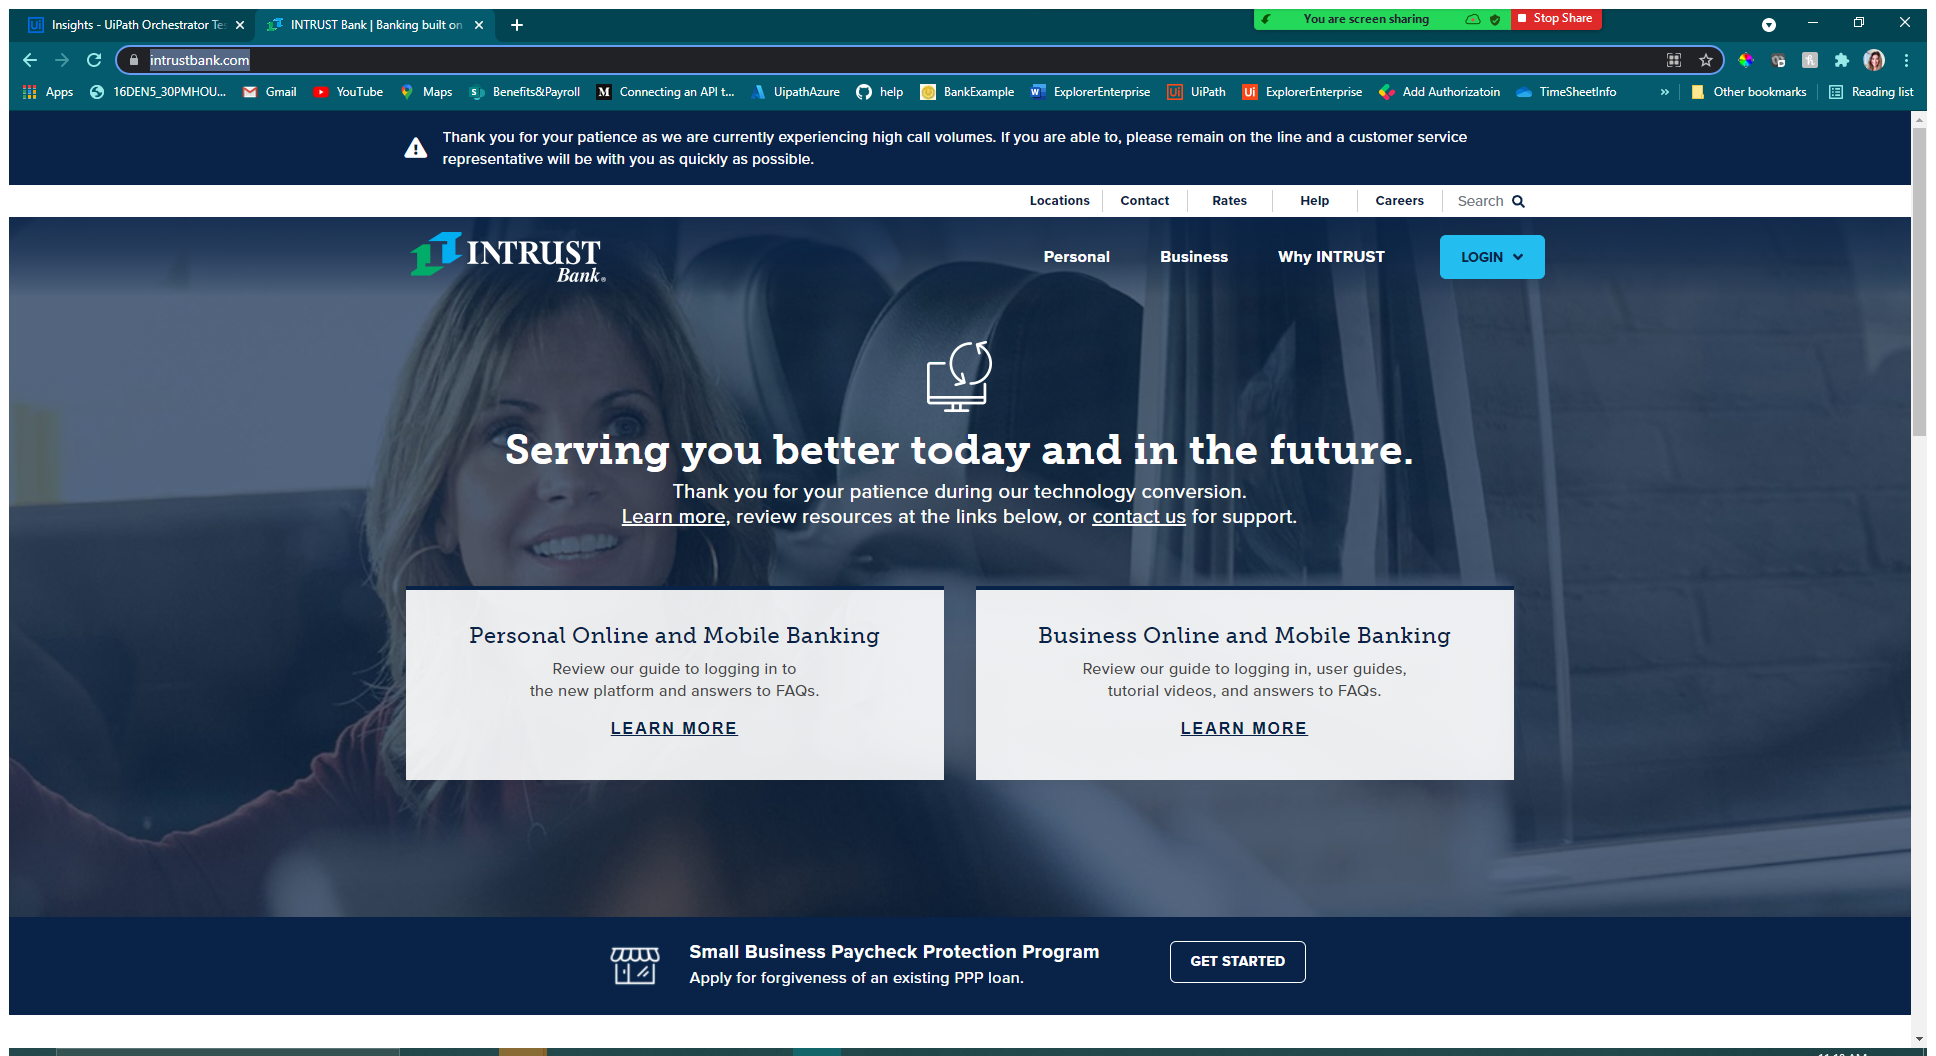 Insights - UiPath Orchestrator Te
INTRUST Bank | Banking built on
You are screen sharing
Stop Share
intrustbank.com
Apps
16DEN5_30PMHOU...
Gmail
YouTube
Maps
Benefits&Payroll
Connecting an API t...
UipathAzure
help
BankExample
ExplorerEnterprise
UiPath
ExplorerEnterprise
Add Authorizatoin
TimeSheetInfo
»
Other bookmarks
Reading list
Thank you for your patience as we are currently experiencing high call volumes. If you are able to, please remain on the line and a customer service
representative will be with you as quickly as possible.
Locations
Contact
Rates
Help
Careers
Search
INTRUST
Bank®
Personal
Business
Why INTRUST
LOGIN
Serving you better today and in the future.
Thank you for your patience during our technology conversion.
Learn more, review resources at the links below, or contact us for support.
Personal Online and Mobile Banking
Review our guide to logging in to
the new platform and answers to FAQs.
LEARN MORE
Business Online and Mobile Banking
Review our guide to logging in, user guides,
tutorial videos, and answers to FAQs.
LEARN MORE
Small Business Paycheck Protection Program
Apply for forgiveness of an existing PPP loan.
GET STARTED